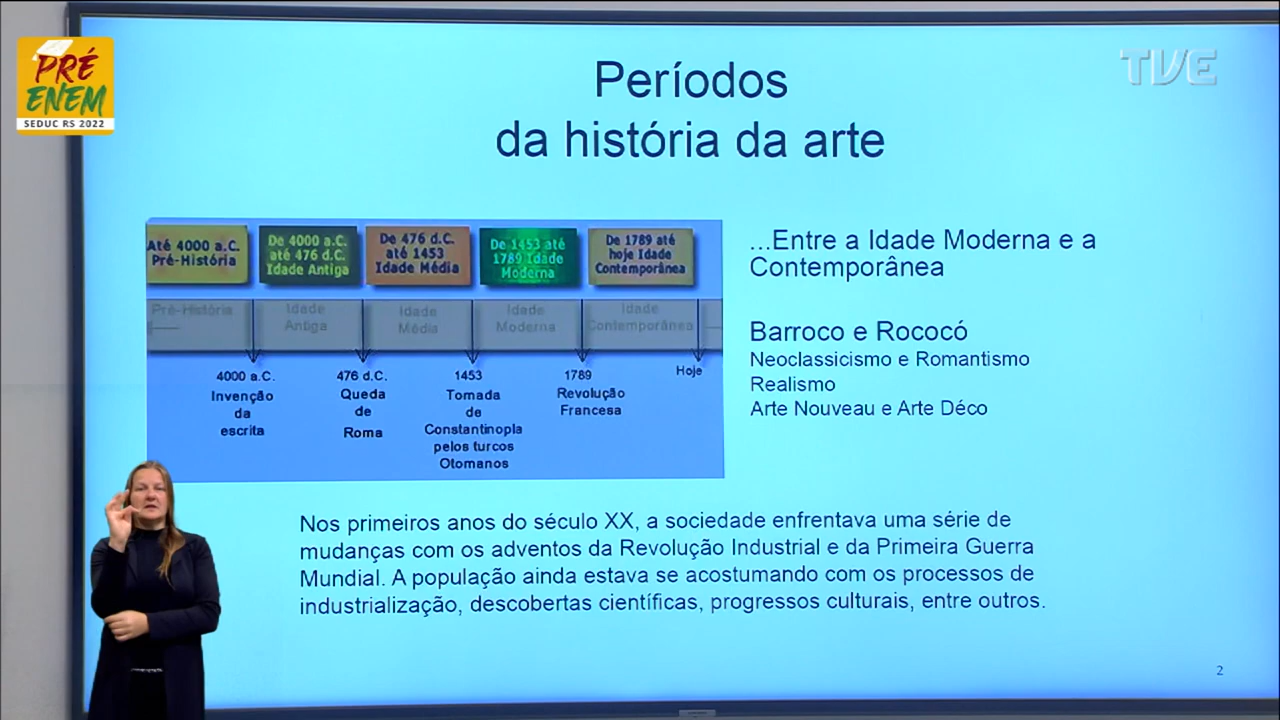 PRÉ
ENEM
SEDUC RS 2022
TVE
Períodos
da história da arte
Até 4000 a.C.
Pré-História
De 4000 a.C.
até 476 d.C.
Idade Antiga
De 476 d.C.
até 1453
Idade Média
De 1453 até
1789 Idade
Moderna
De 1789 até
hoje Idade
Contemporânea
Pré-História
Idade
Antiga
Idade
Média
Idade
Moderna
Idade
Contemporânea
4000 a.C.
Invenção
da
escrita
476 d.C.
Queda
de
Roma
1453
Tomada
de
Constantinopla
pelos turcos
Otomanos
1789
Revolução
Francesa
Hoje
...Entre a Idade Moderna e a
Contemporânea
Barroco e Rococó
Neoclassicismo e Romantismo
Realismo
Arte Nouveau e Arte Déco
Nos primeiros anos do século XX, a sociedade enfrentava uma série de
mudanças com os adventos da Revolução Industrial e da Primeira Guerra
Mundial. A população ainda estava se acostumando com os processos de
industrialização, descobertas científicas, progressos culturais, entre outros.
2